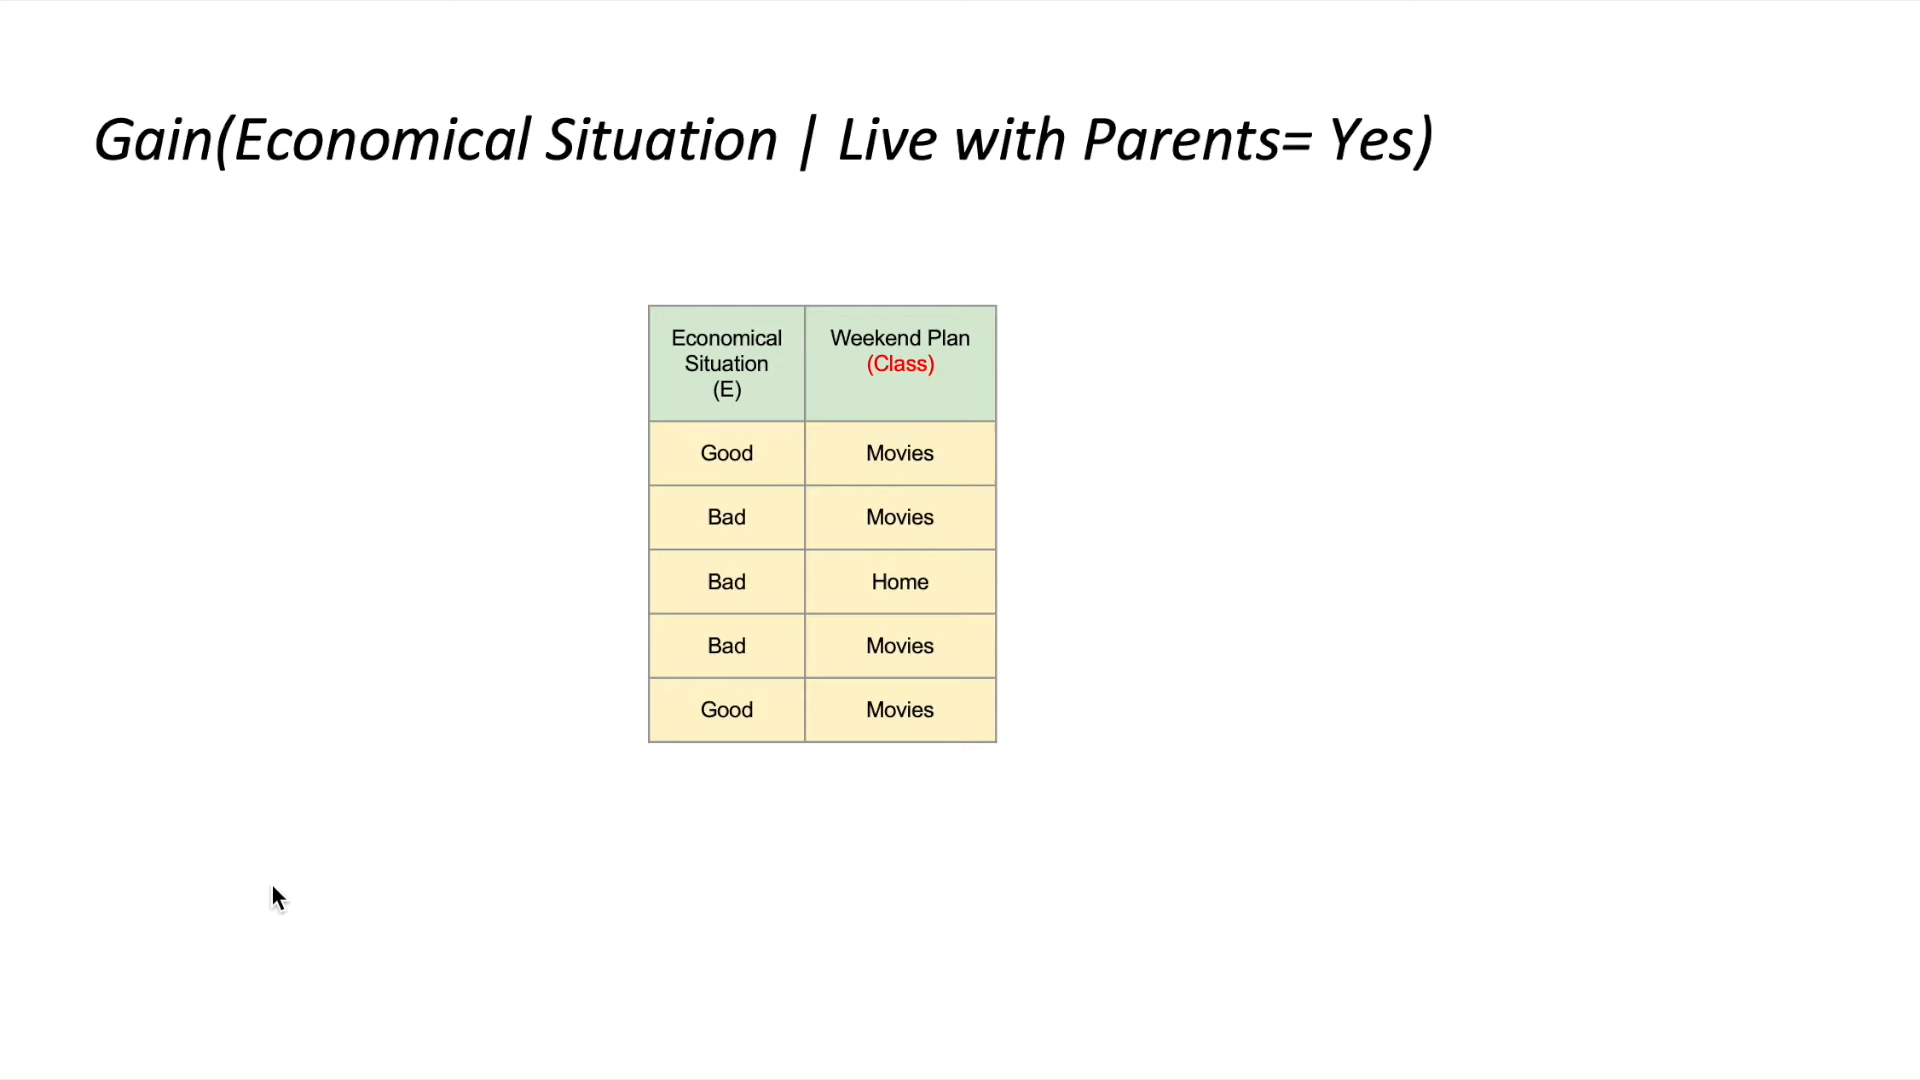 Gain(Economical Situation | Live with Parents= Yes)
Economical Situation (E) Weekend Plan (Class)
Good Movies
Bad Movies
Bad Home
Bad Movies
Good Movies